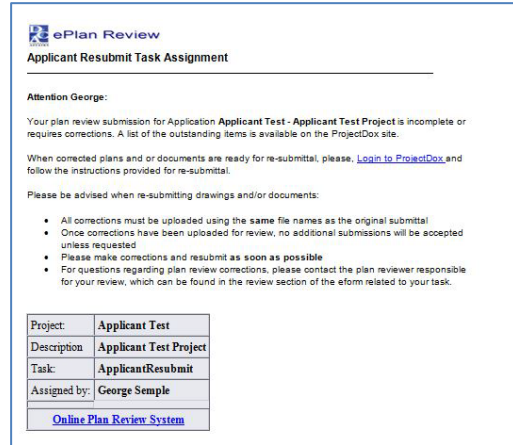 ePlan Review
Applicant Resubmit Task Assignment
Attention George:
Your plan review submission for Application Applicant Test - Applicant Test Project is incomplete or
requires corrections. A list of the outstanding items is available on the ProjectDox site.
When corrected plans and or documents are ready for re-submittal, please, Login to ProjectDox and
follow the instructions provided for re-submittal.
Please be advised when re-submitting drawings and/or documents:
• All corrections must be uploaded using the same file names as the original submittal
• Once corrections have been uploaded for review, no additional submissions will be accepted
unless requested
• Please make corrections and resubmit as soon as possible
• For questions regarding plan review corrections, please contact the plan reviewer responsible
for your review, which can be found in the review section of the eform related to your task.
Project: Applicant Test
Description Applicant Test Project
Task: ApplicantResubmit
Assigned by: George Semple
Online Plan Review System